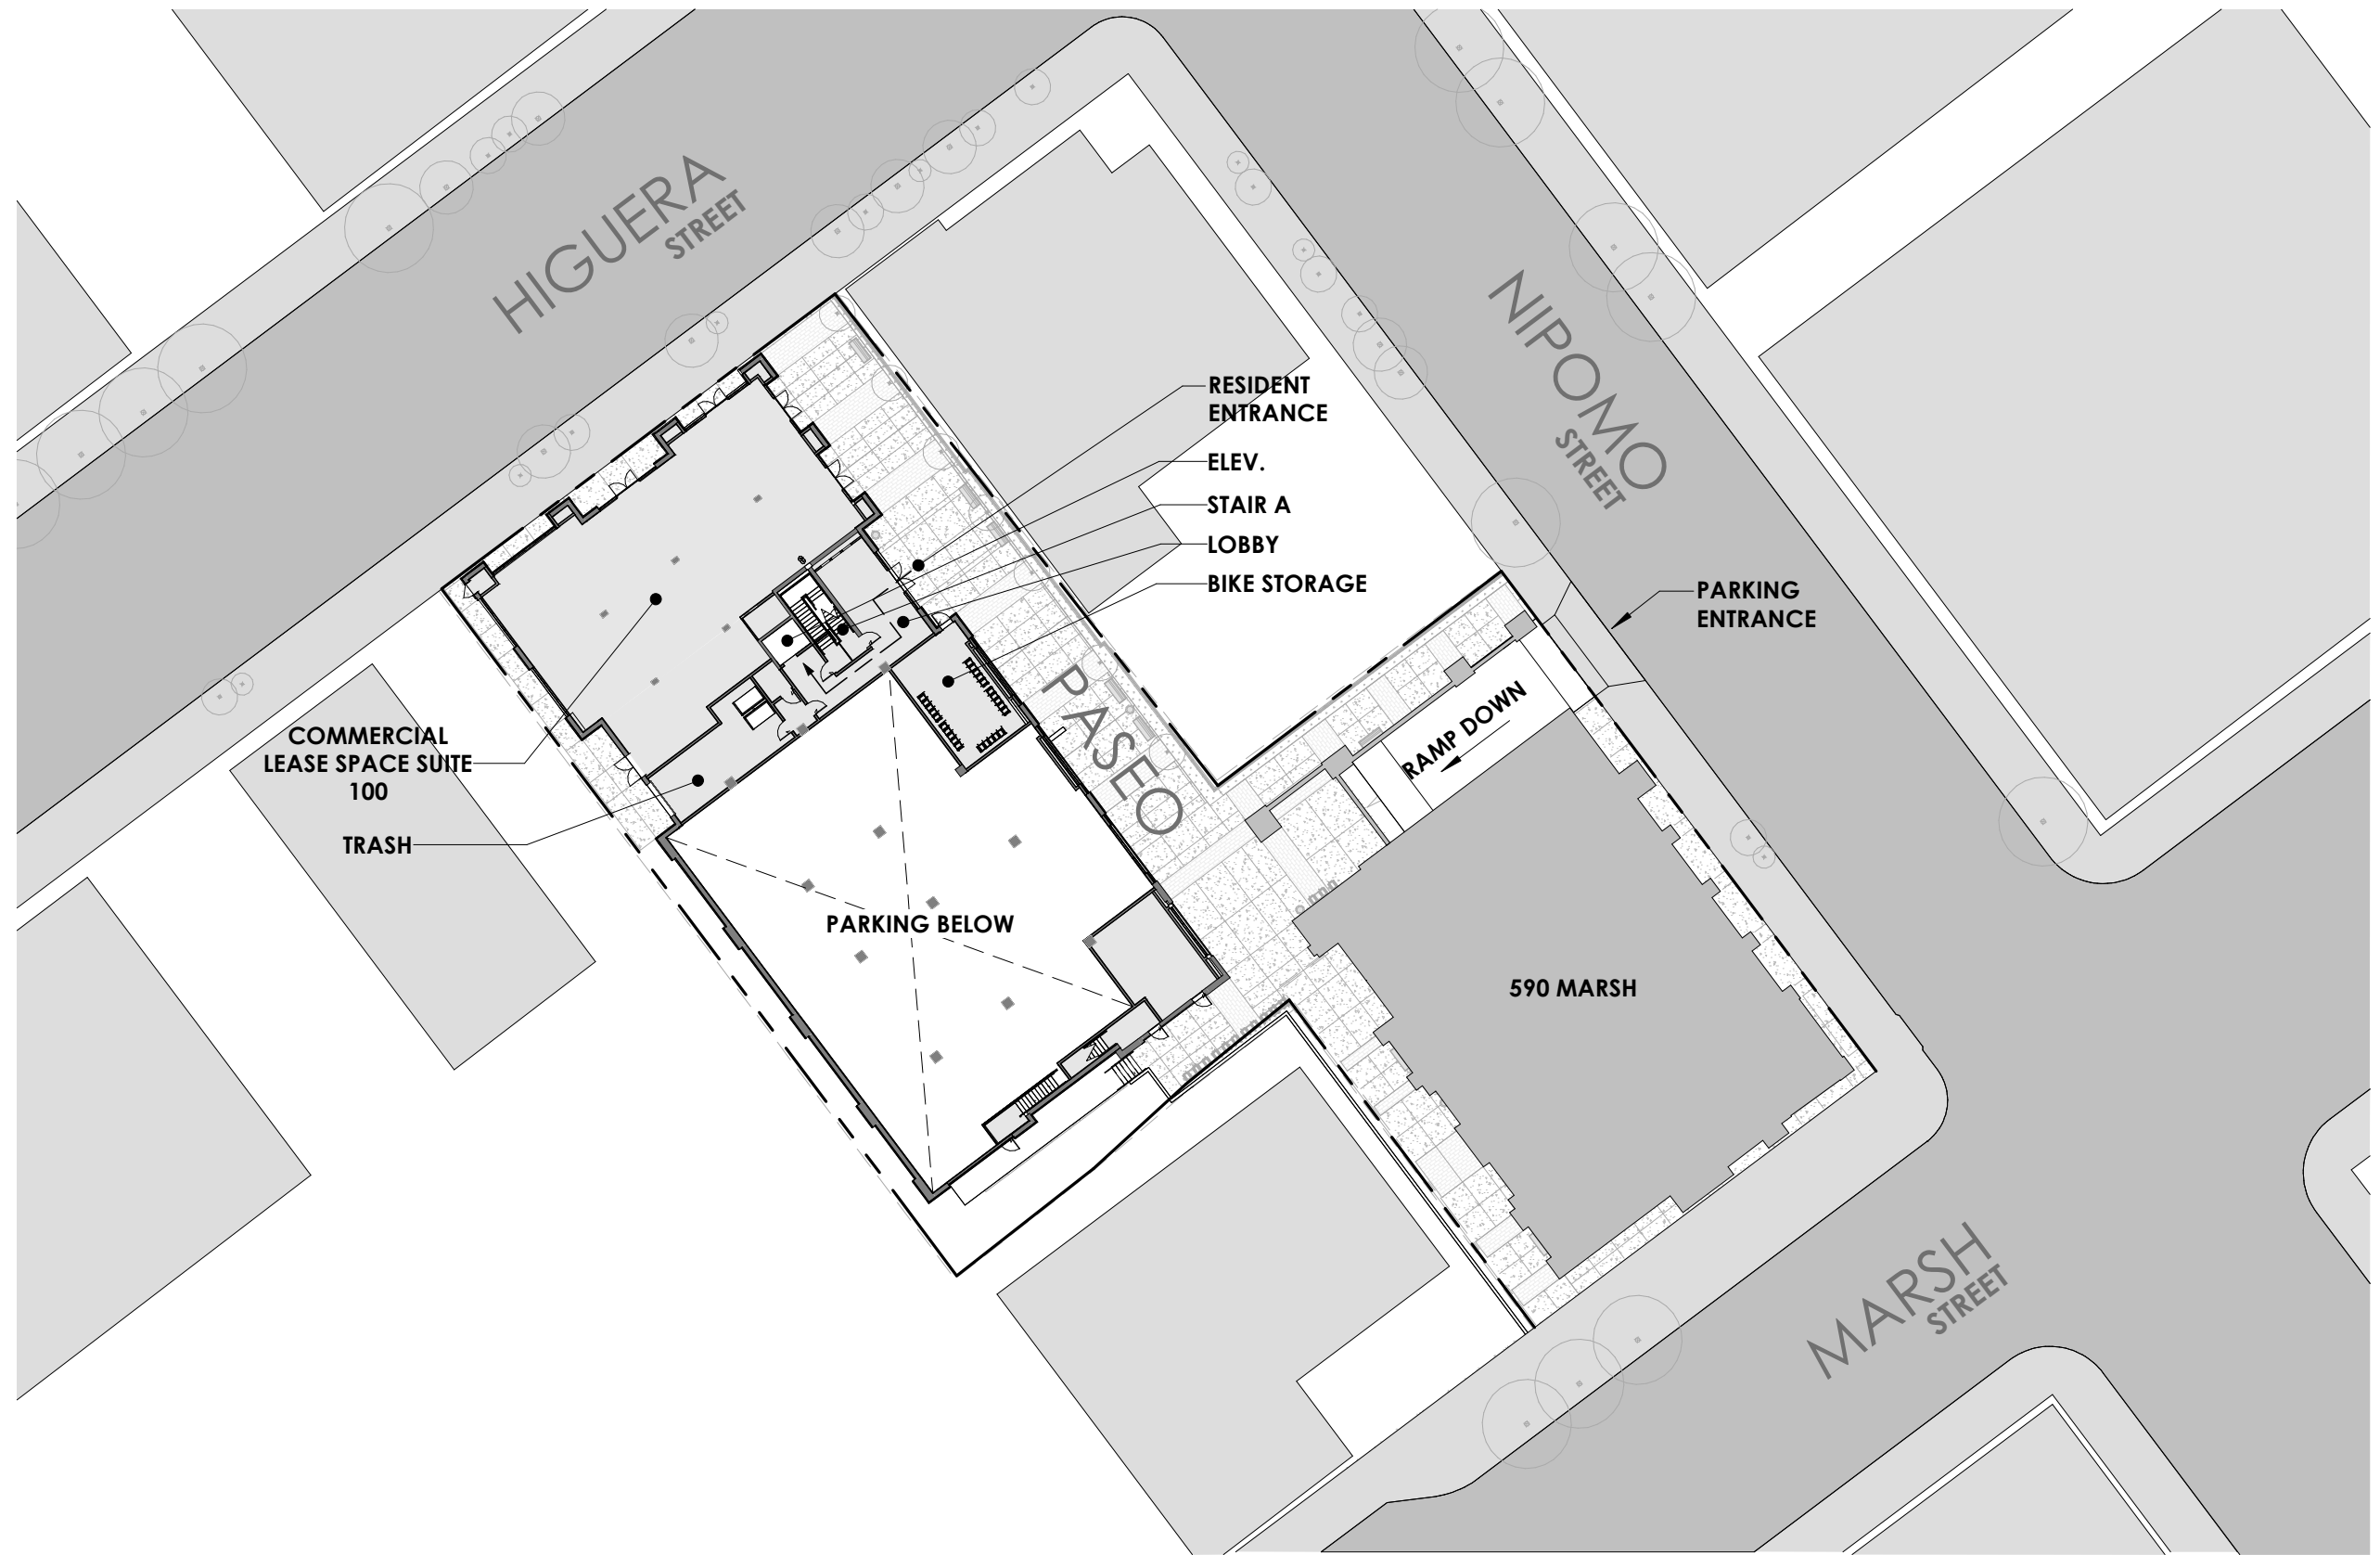 HIGUERA
STREET
NIPOMO
STREET
RESIDENT
ENTRANCE
ELEV.
STAIR A
LOBBY
BIKE STORAGE
PARKING
ENTRANCE
PASEO
RAMP DOWN
COMMERCIAL
LEASE SPACE SUITE
100
TRASH
PARKING BELOW
590 MARSH
MARSH
STREET